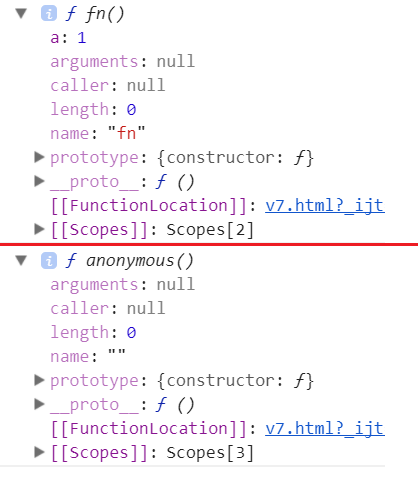 ▼ i ƒ fn()
a: 1
arguments: null
caller: null
length: 0
name: "fn"
▶ prototype: {constructor: ƒ}
▶ __proto__: ƒ ()
[[FunctionLocation]]: v7.html?_ijt
▶ [[Scopes]]: Scopes[2]
▼ i ƒ anonymous()
arguments: null
caller: null
length: 0
name: ""
▶ prototype: {constructor: ƒ}
▶ __proto__: ƒ ()
[[FunctionLocation]]: v7.html?_ijt
▶ [[Scopes]]: Scopes[3]